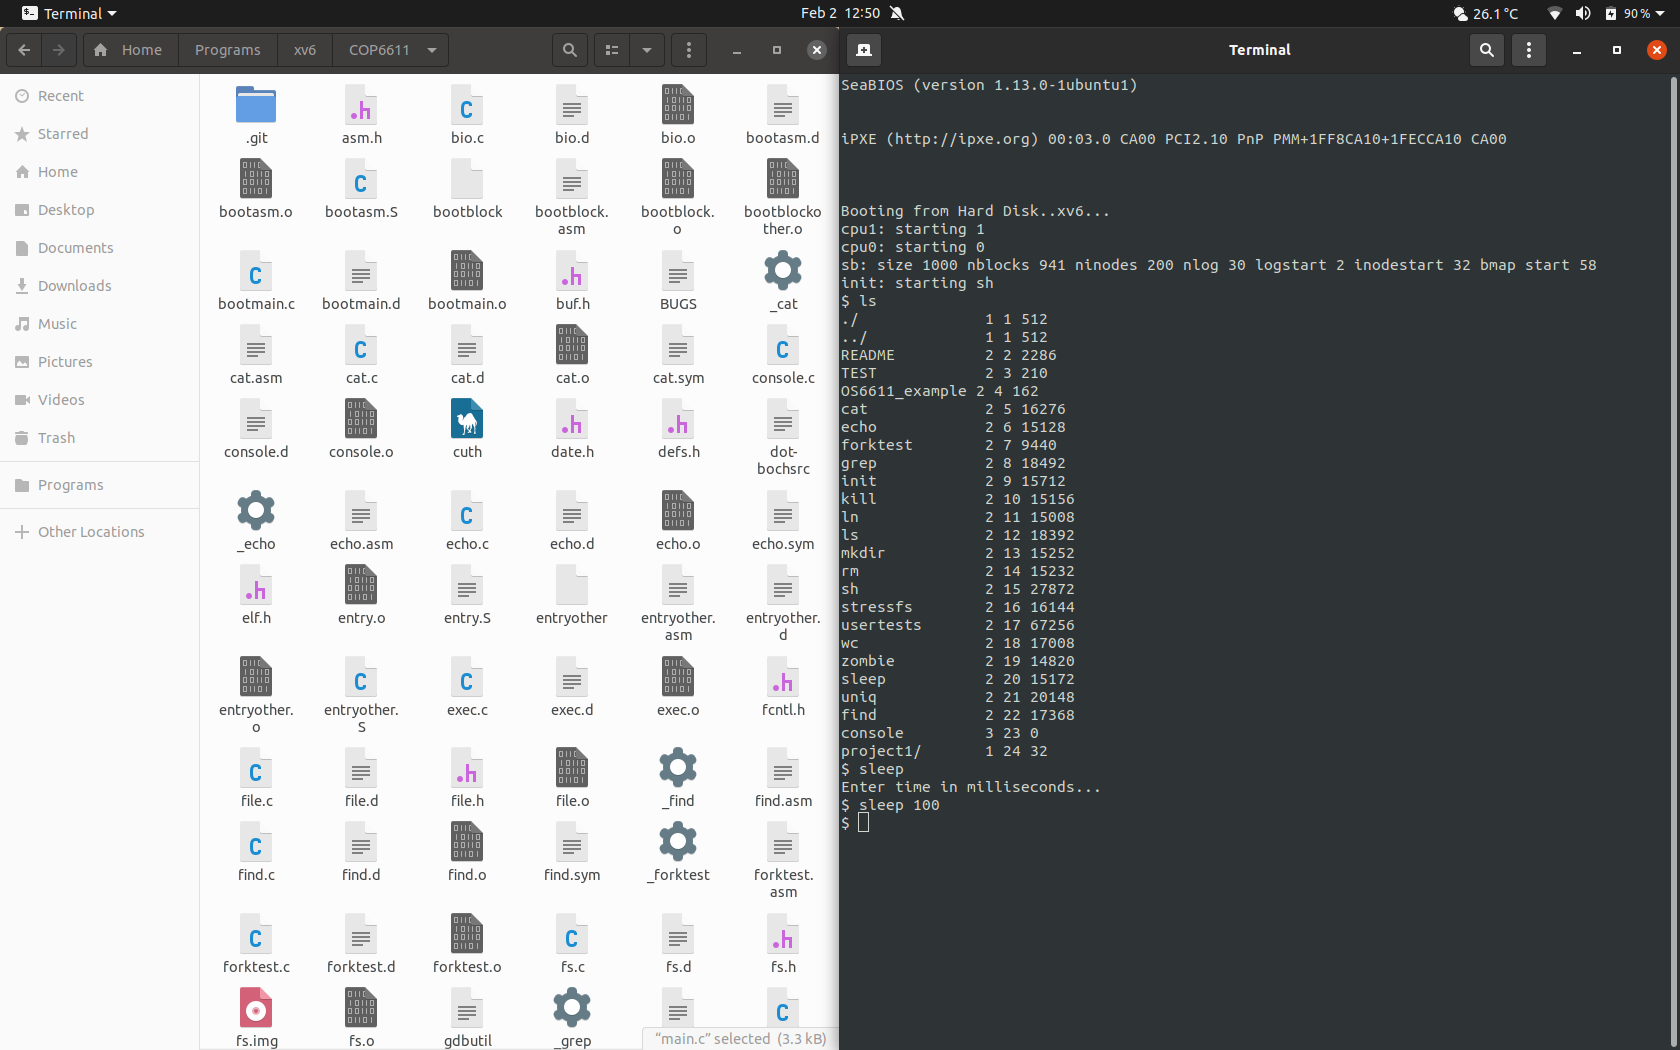 Terminal
Feb 2 12:50
26.1 °C
90 %
Home
Programs
xv6
COP6611
Recent
Starred
Home
Desktop
Documents
Downloads
Music
Pictures
Videos
Trash
Programs
Other Locations
.git
asm.h
bio.c
bio.d
bio.o
bootasm.d
bootasm.o
bootasm.S
bootblock
bootblock.
asm
bootblock.
o
bootblocko
ther.o
bootmain.c
bootmain.d
bootmain.o
buf.h
BUGS
_cat
cat.asm
cat.c
cat.d
cat.o
cat.sym
console.c
console.d
console.o
cuth
date.h
defs.h
dot-
bochsrc
_echo
echo.asm
echo.c
echo.d
echo.o
echo.sym
elf.h
entry.o
entry.S
entryother
entryother.
asm
entryother.
d
entryother.
o
entryother.
S
exec.c
exec.d
exec.o
fcntl.h
file.c
file.d
file.h
file.o
_find
find.asm
find.c
find.d
find.o
find.sym
_forktest
forktest.
asm
forktest.c
forktest.d
forktest.o
fs.c
fs.d
fs.h
fs.img
fs.o
gdbutil
_grep
“main.c” selected (3.3 kB)
Terminal
SeaBIOS (version 1.13.0-1ubuntu1)
iPXE (http://ipxe.org) 00:03.0 CA00 PCI2.10 PnP PMM+1FF8CA10+1FECCA10 CA00
Booting from Hard Disk..xv6...
cpu1: starting 1
cpu0: starting 0
sb: size 1000 nblocks 941 ninodes 200 nlog 30 logstart 2 inodestart 32 bmap start 58
init: starting sh
$ ls
./ 1 1 512
../ 1 1 512
README 2 2 2286
TEST 2 3 210
OS6611_example 2 4 162
cat 2 5 16276
echo 2 6 15128
forktest 2 7 9440
grep 2 8 18492
init 2 9 15712
kill 2 10 15156
ln 2 11 15008
ls 2 12 18392
mkdir 2 13 15252
rm 2 14 15232
sh 2 15 27872
stressfs 2 16 16144
usertests 2 17 67256
wc 2 18 17008
zombie 2 19 14820
sleep 2 20 15172
uniq 2 21 20148
find 2 22 17368
console 3 23 0
project1/ 1 24 32
$ sleep
Enter time in milliseconds...
$ sleep 100
$